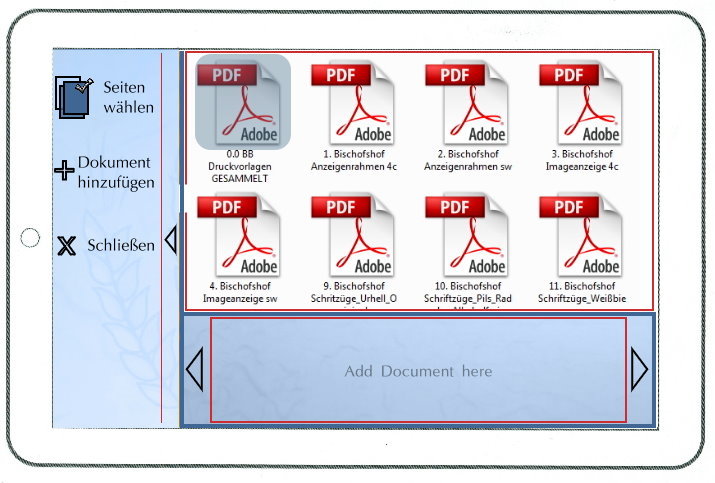 Seiten
wählen
Dokument
hinzufügen
X Schließen
PDF
Adobe
0.0 BB
Druckvorlagen
GESAMMELT
PDF
Adobe
1. Bischofshof
Anzeigenrahmen 4c
PDF
Adobe
2. Bischofshof
Anzeigenrahmen sw
PDF
Adobe
3. Bischofshof
Imageanzeige 4c
PDF
Adobe
4. Bischofshof
Imageanzeige sw
PDF
Adobe
9. Bischofshof
Schritzüge_Urhell_O
PDF
Adobe
10. Bischofshof
Schriftzüge_Pils_Rad
PDF
Adobe
11. Bischofshof
Schriftzüge_Weißbie
Add Document here